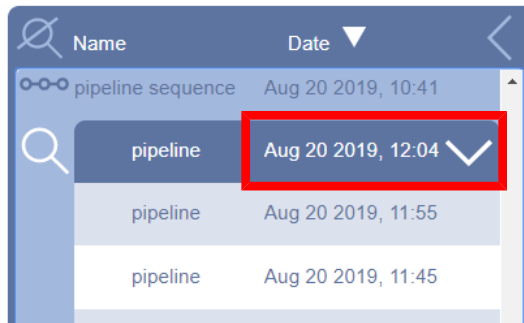 Name Date
pipeline sequence Aug 20 2019, 10:41
pipeline Aug 20 2019, 12:04
pipeline Aug 20 2019, 11:55
pipeline Aug 20 2019, 11:45